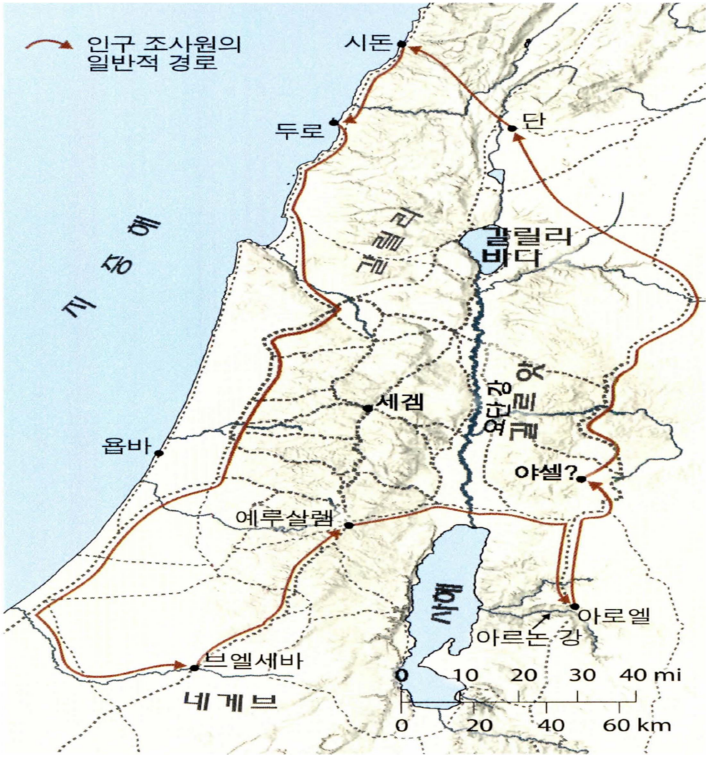 인구 조사원의
일반적 경로
시돈
단
두로
갈릴리
갈릴리
바다
지중해
길르앗
요단 강
세겜
욥바
야셀?
예루살렘
사해
아로엘
아르논 강
브엘세바
네게브
0 10 20 30 40 mi
0 20 40 60 km